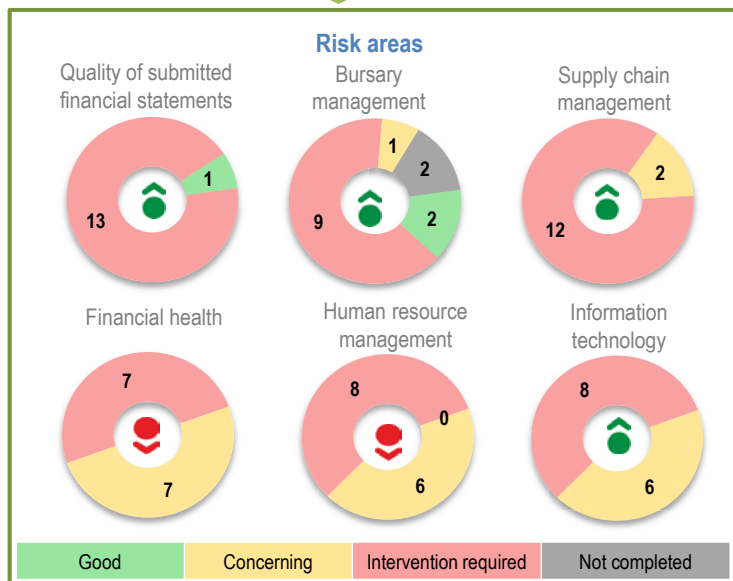 Risk areas
Quality of submitted
financial statements
Bursary
management
Supply chain
management
1
13
1
2
2
9
2
12
Financial health
Human resource
management
Information
technology
7
7
8
0
6
8
6
Good
Concerning
Intervention required
Not completed